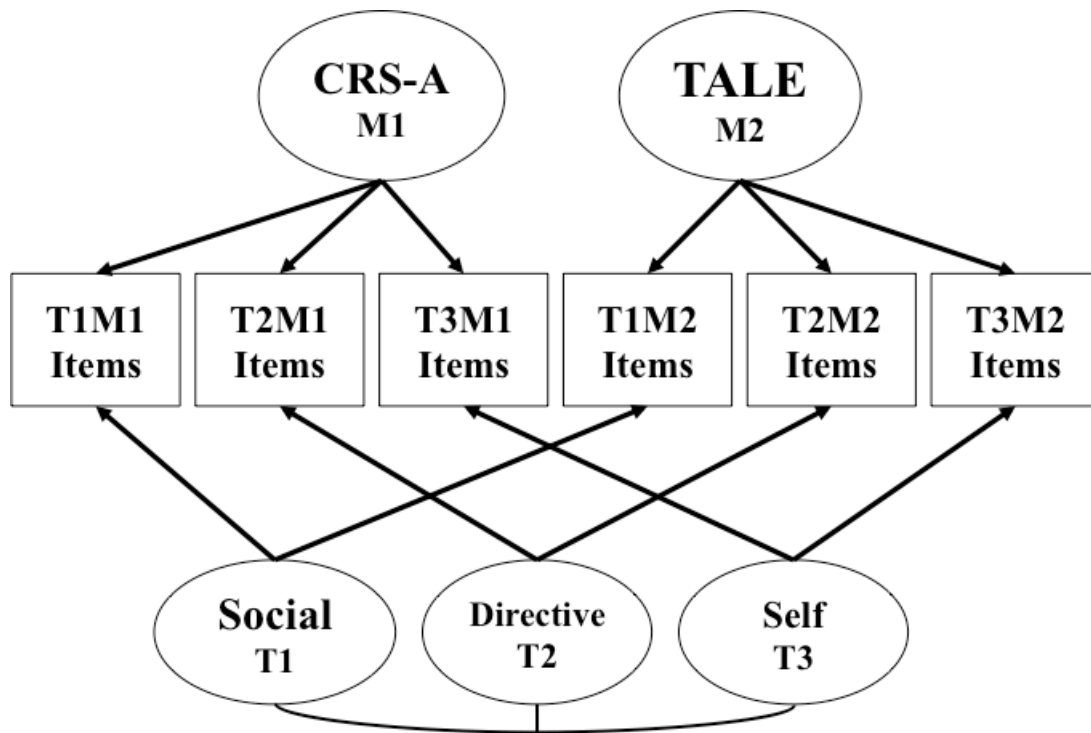 CRS-A
M1
TALE
M2
T1M1
Items
T2M1
Items
T3M1
Items
T1M2
Items
T2M2
Items
T3M2
Items
Social
T1
Directive
T2
Self
T3